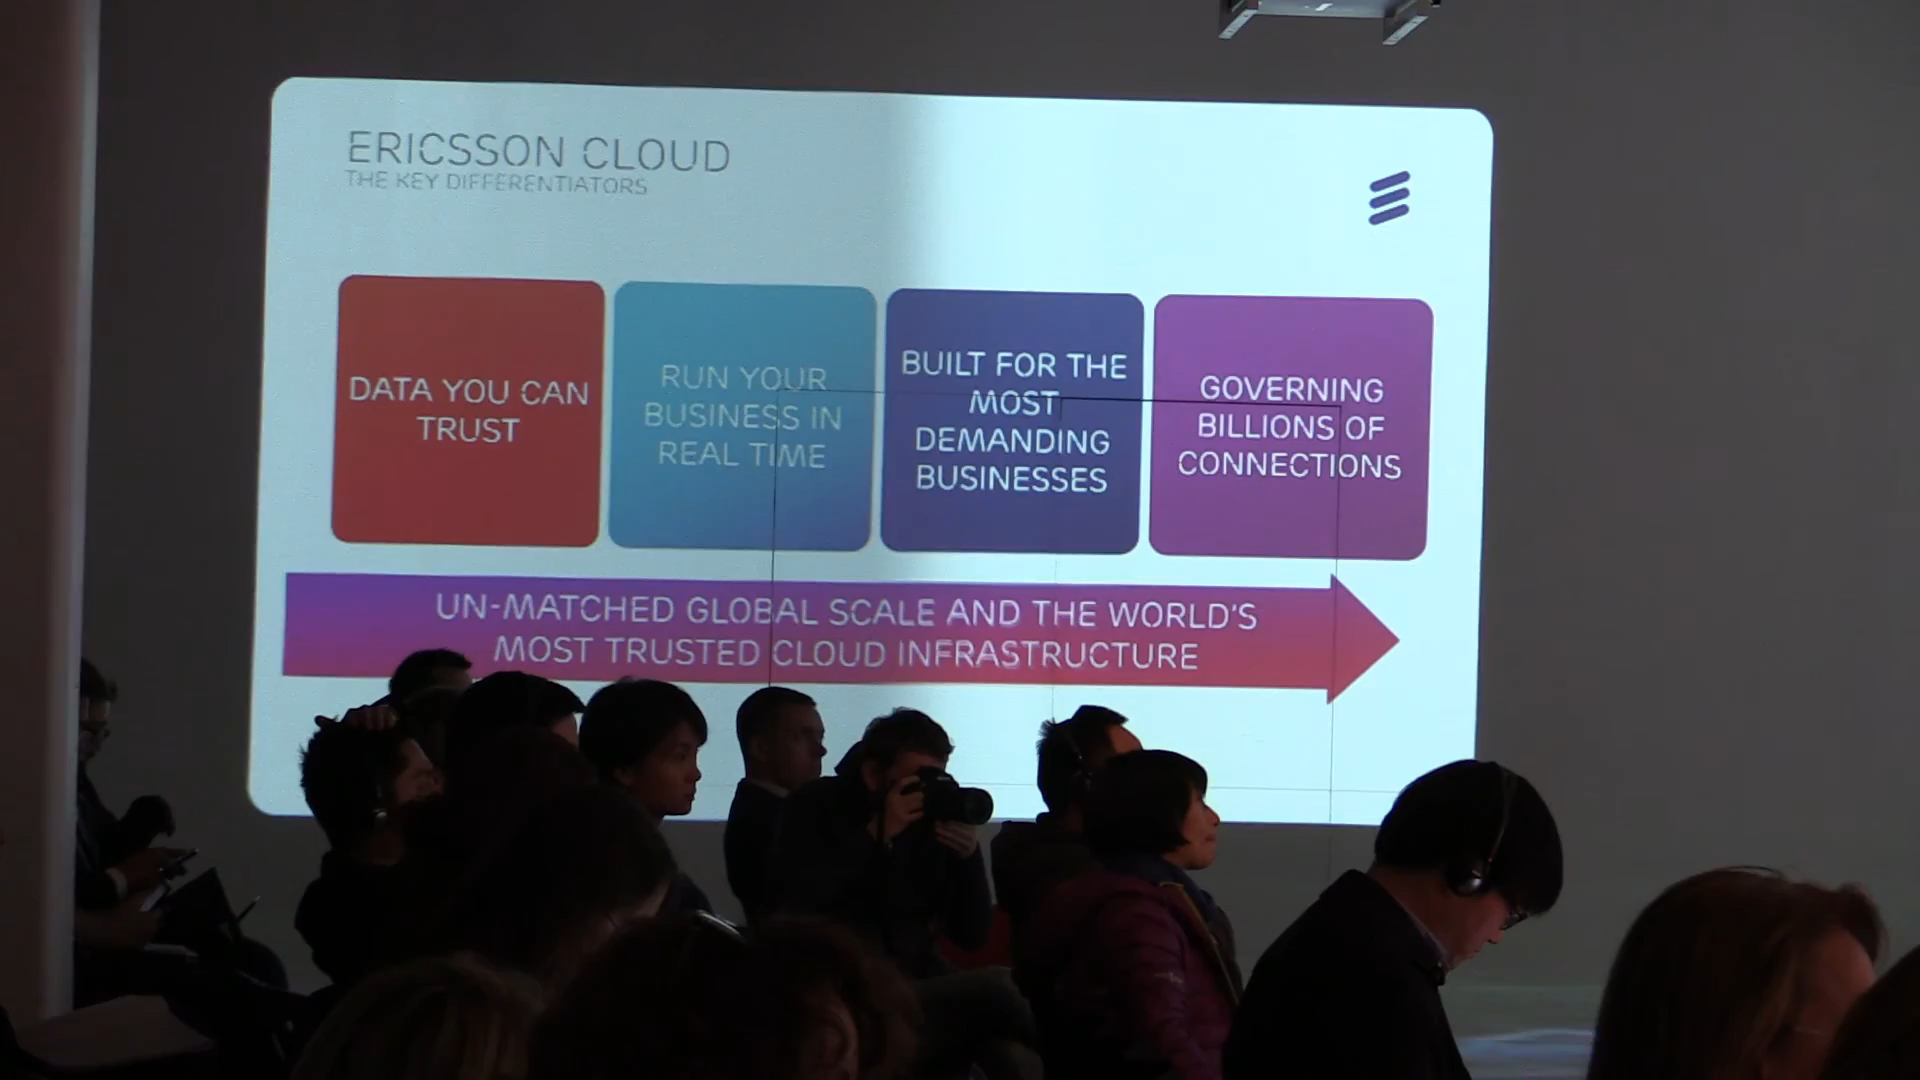 ERICSSON CLOUD
THE KEY DIFFERENTIATORS
DATA YOU CAN
TRUST
RUN YOUR
BUSINESS IN
REAL TIME
BUILT FOR THE
MOST
DEMANDING
BUSINESSES
GOVERNING
BILLIONS OF
CONNECTIONS
UN-MATCHED GLOBAL SCALE AND THE WORLD'S
MOST TRUSTED CLOUD INFRASTRUCTURE